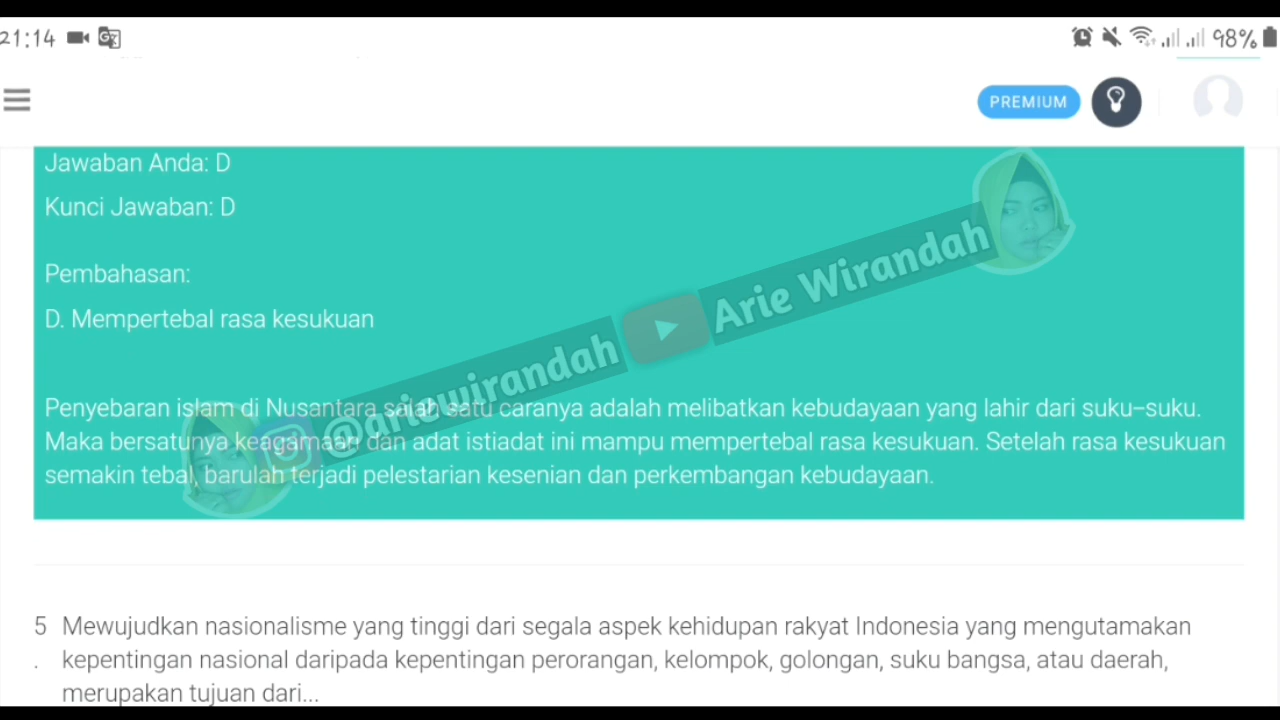 21:14
98%
PREMIUM
Jawaban Anda: D
Kunci Jawaban: D
Pembahasan:
D. Mempertebal rasa kesukuan
Arie Wirandah
@ariewirandah
Penyebaran islam di Nusantara salah satu caranya adalah melibatkan kebudayaan yang lahir dari suku-suku.
Maka bersatunya keagamaan dan adat istiadat ini mampu mempertebal rasa kesukuan. Setelah rasa kesukuan
semakin tebal, barulah terjadi pelestarian kesenian dan perkembangan kebudayaan.
5 Mewujudkan nasionalisme yang tinggi dari segala aspek kehidupan rakyat Indonesia yang mengutamakan
. kepentingan nasional daripada kepentingan perorangan, kelompok, golongan, suku bangsa, atau daerah,
merupakan tujuan dari...